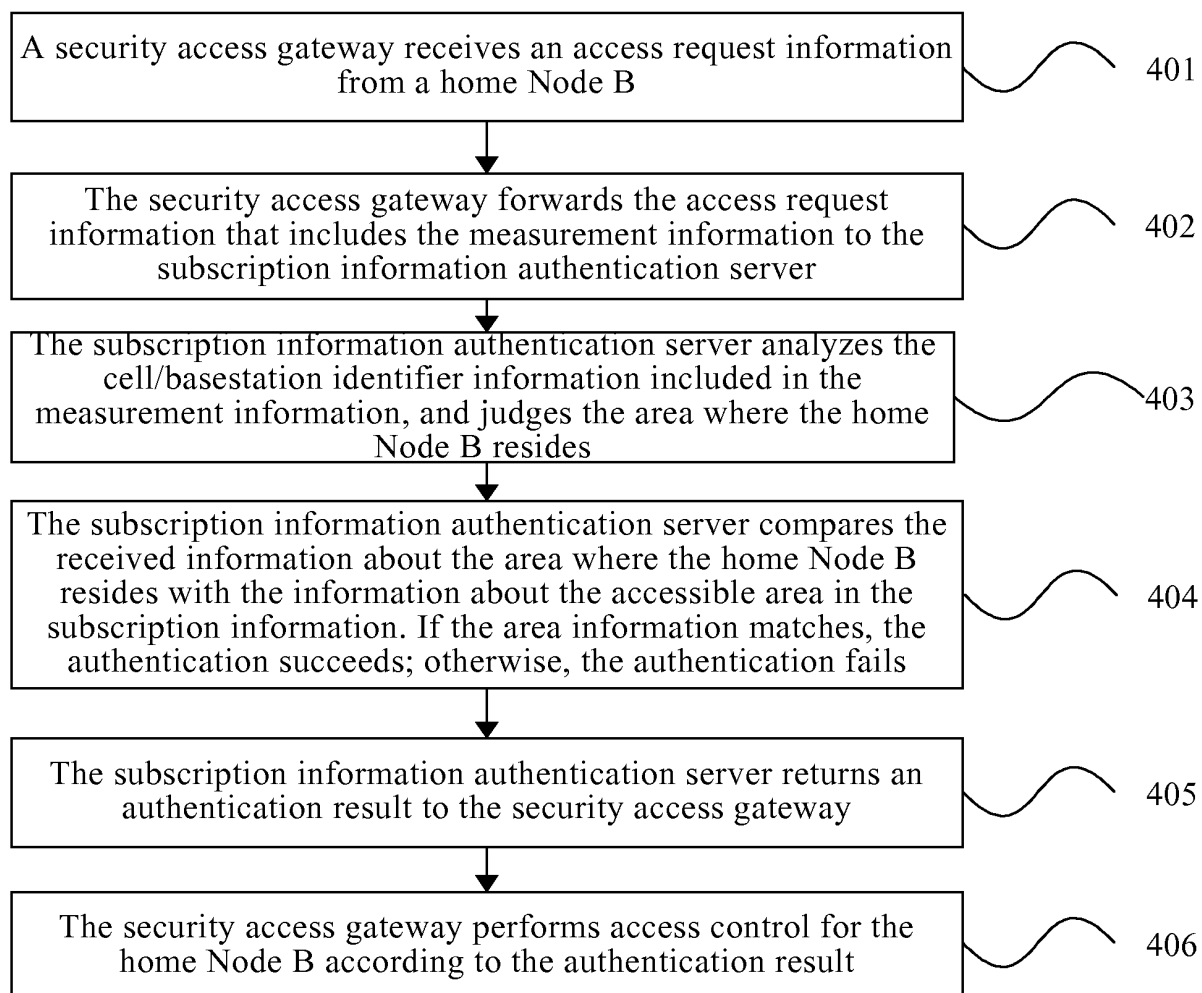 A security access gateway receives an access request information
from a home Node B
401
The security access gateway forwards the access request
information that includes the measurement information to the
subscription information authentication server
402
The subscription information authentication server analyzes the
cell/basestation identifier information included in the
measurement information, and judges the area where the home
Node B resides
403
The subscription information authentication server compares the
received information about the area where the home Node B
resides with the information about the accessible area in the
subscription information. If the area information matches, the
authentication succeeds; otherwise, the authentication fails
404
The subscription information authentication server returns an
authentication result to the security access gateway
405
The security access gateway performs access control for the
home Node B according to the authentication result
406